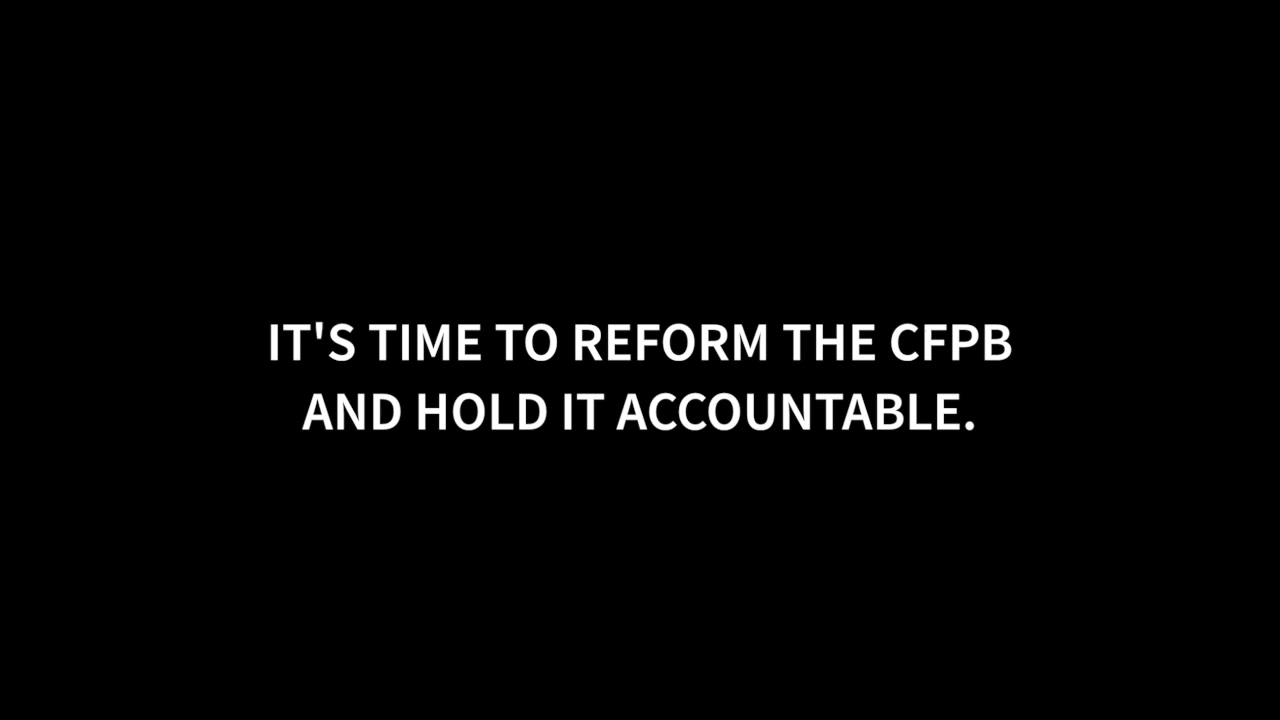 IT'S TIME TO REFORM THE CFPB
AND HOLD IT ACCOUNTABLE.